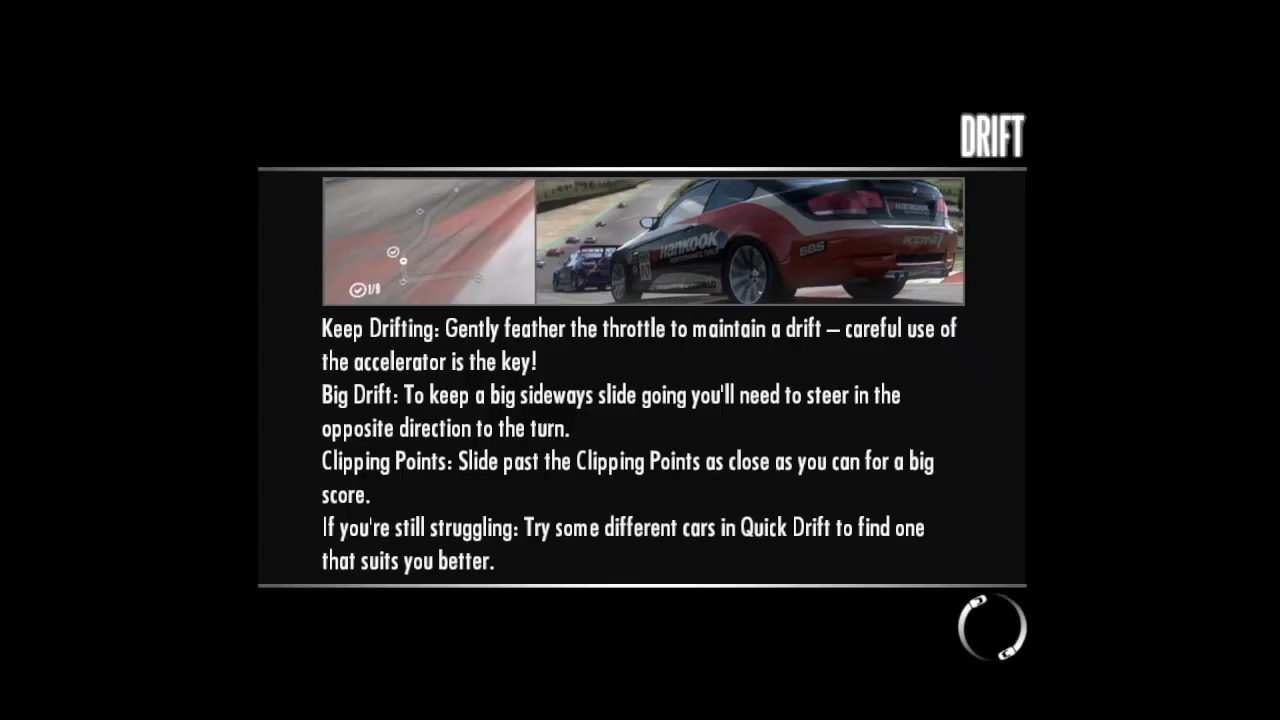 DRIFT
1/9
HANKOOK
HANKOOK
BBS
KONI
Keep Drifting: Gently feather the throttle to maintain a drift – careful use of
the accelerator is the key!
Big Drift: To keep a big sideways slide going you'll need to steer in the
opposite direction to the turn.
Clipping Points: Slide past the Clipping Points as close as you can for a big
score.
If you're still struggling: Try some different cars in Quick Drift to find one
that suits you better.